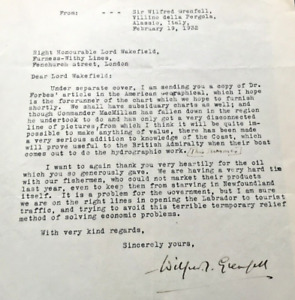 From: - - - Sir Wilfred Grenfell,
Villino della Pergola,
Alassio, Italy,
February 19, 1932
Right Honourable Lord Wakefield,
Furness-Withy Lines,
Fenchurch Street, London
Dear Lord Wakefield:
Under separate cover, I am sending you a copy of Dr.
Forbes' article in the American Geographical, which I hope
is the forerunner of the chart which we hope to furnish
shortly. We shall have subsidiary charts as well; and
though Commander MacMillan has fallen down in the oblique
he undertook to do and has only got a very disconnected
line of pictures, from which, I think it will be quite im-
possible to make anything of value, there has been made
a very serious addition to knowledge of the Coast, which
will prove useful to the British Admiralty when their boat
comes out to do the hydrographic work,
I want to again thank you very heartily for the oil
which you so generously gave. We are having a very hard tim
with our fishermen, who could not market their products
last year, even to keep them from starving in Newfoundland
itself. It is a problem for the government, but I am sure
we are on the right lines in opening the Labrador to tourist
traffic, and trying to avoid this terrible temporary relief
method of solving economic problems.
With very kind regards,
Sincerely yours,
Wilfred Grenfell